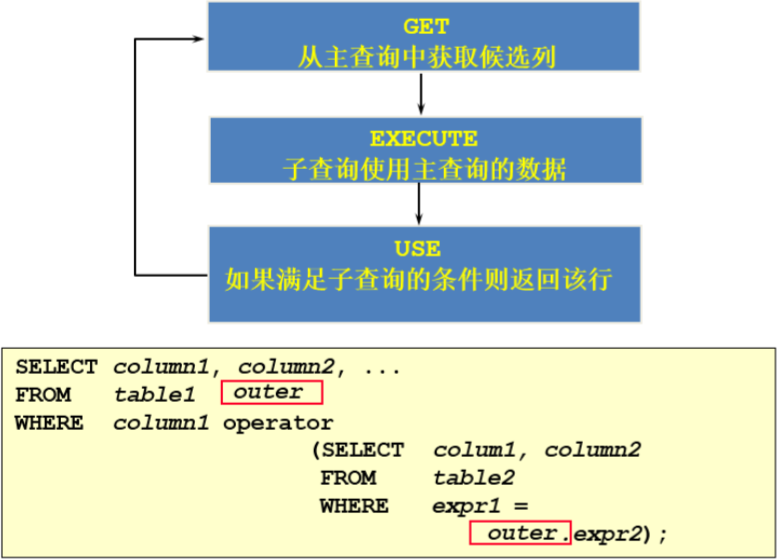 GET
从主查询中获取候选列
EXECUTE
子查询使用主查询的数据
USE
如果满足子查询的条件则返回该行
SELECT column1, column2, ...
FROM table1 outer
WHERE column1 operator
(SELECT colum1, column2
FROM table2
WHERE expr1 =
outer.expr2);